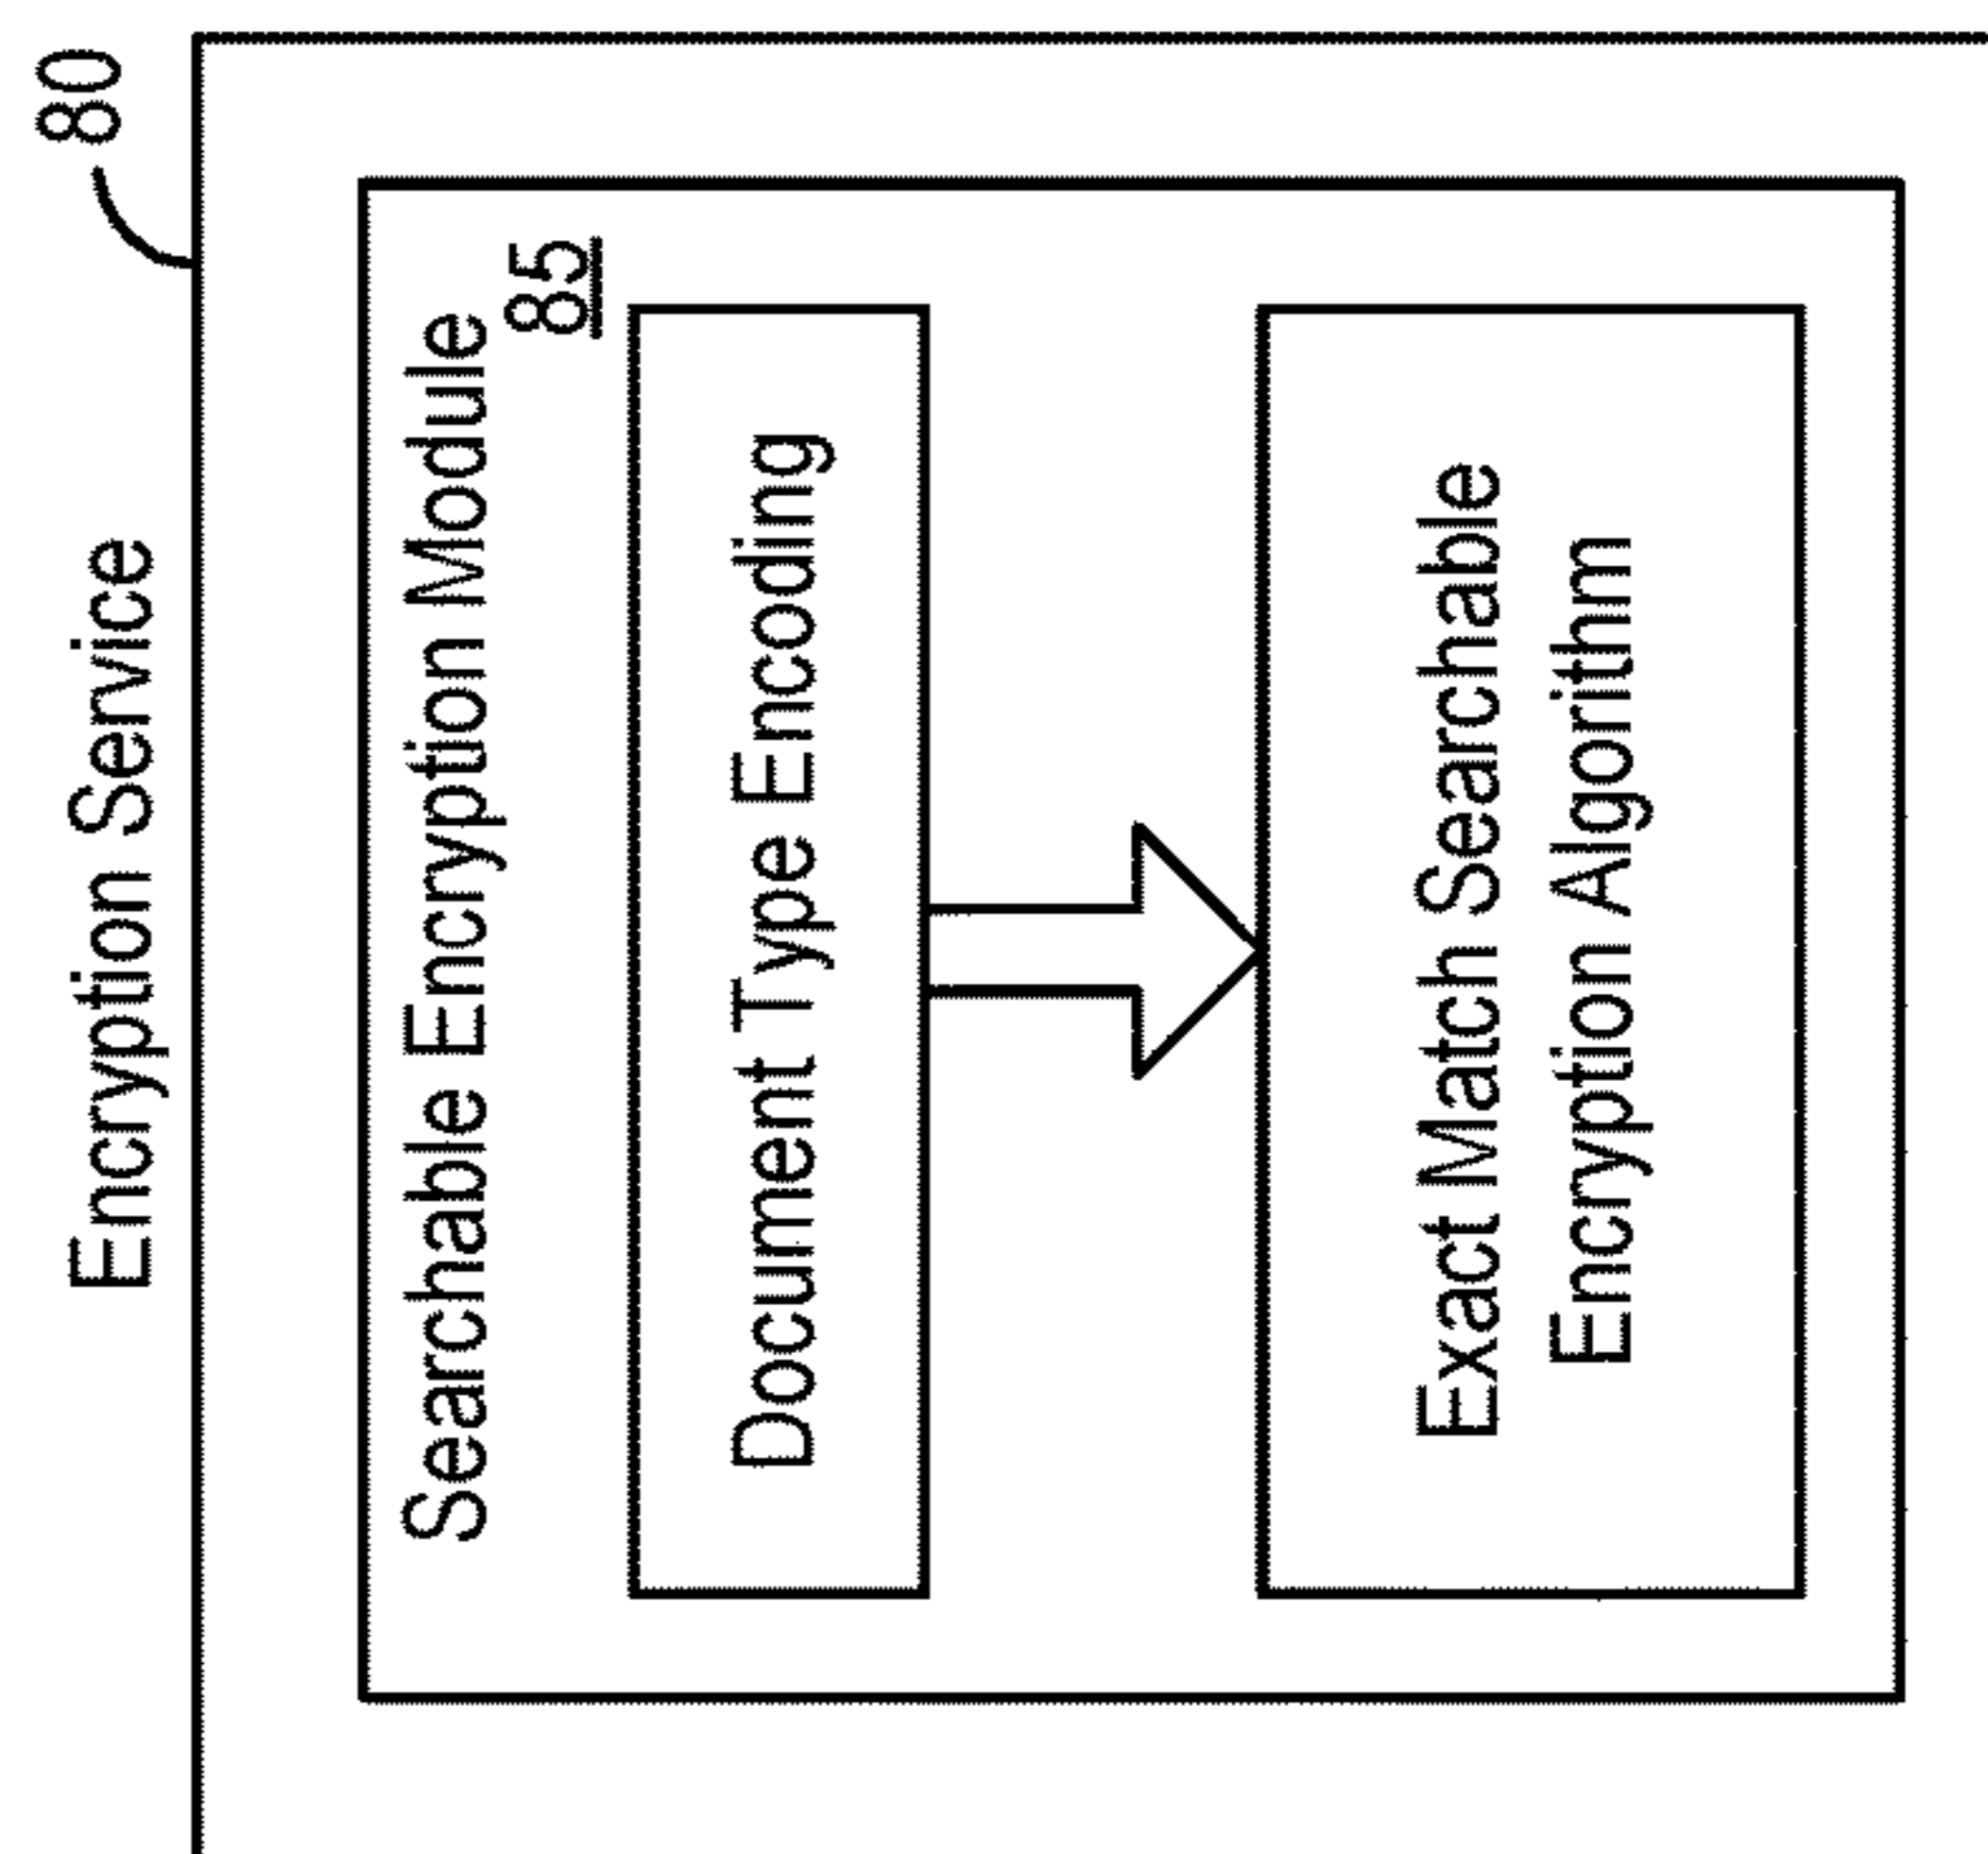 Encryption Service
80
Searchable Encryption Module
85
Document Type Encoding
Exact Match Searchable
Encryption Algorithm